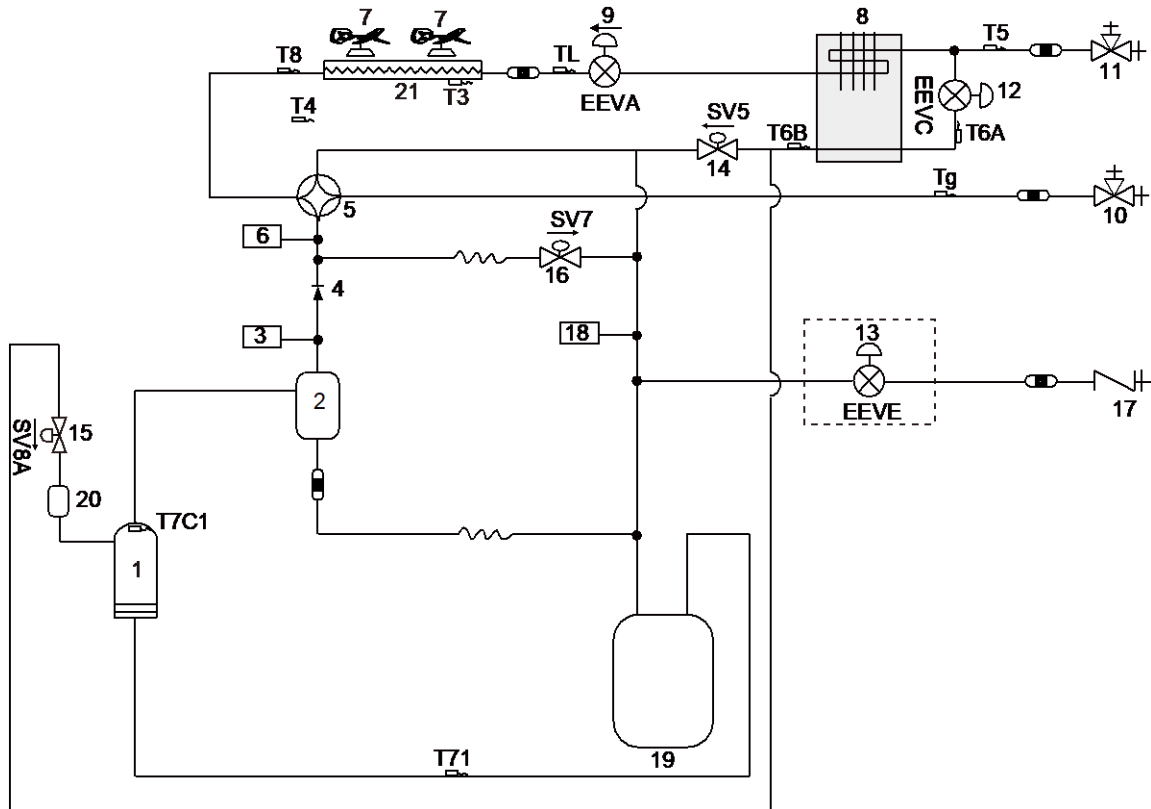 7 7 9 8
T8 TL T5
21 T3 EEVA 11
T4 EEVC 12
SV5 T6B T6A
14
Tg
5 10
SV7
6
16
4
3 18 13
2 EEVE 17
SV8A 15
20
T7C1
1
T71 19